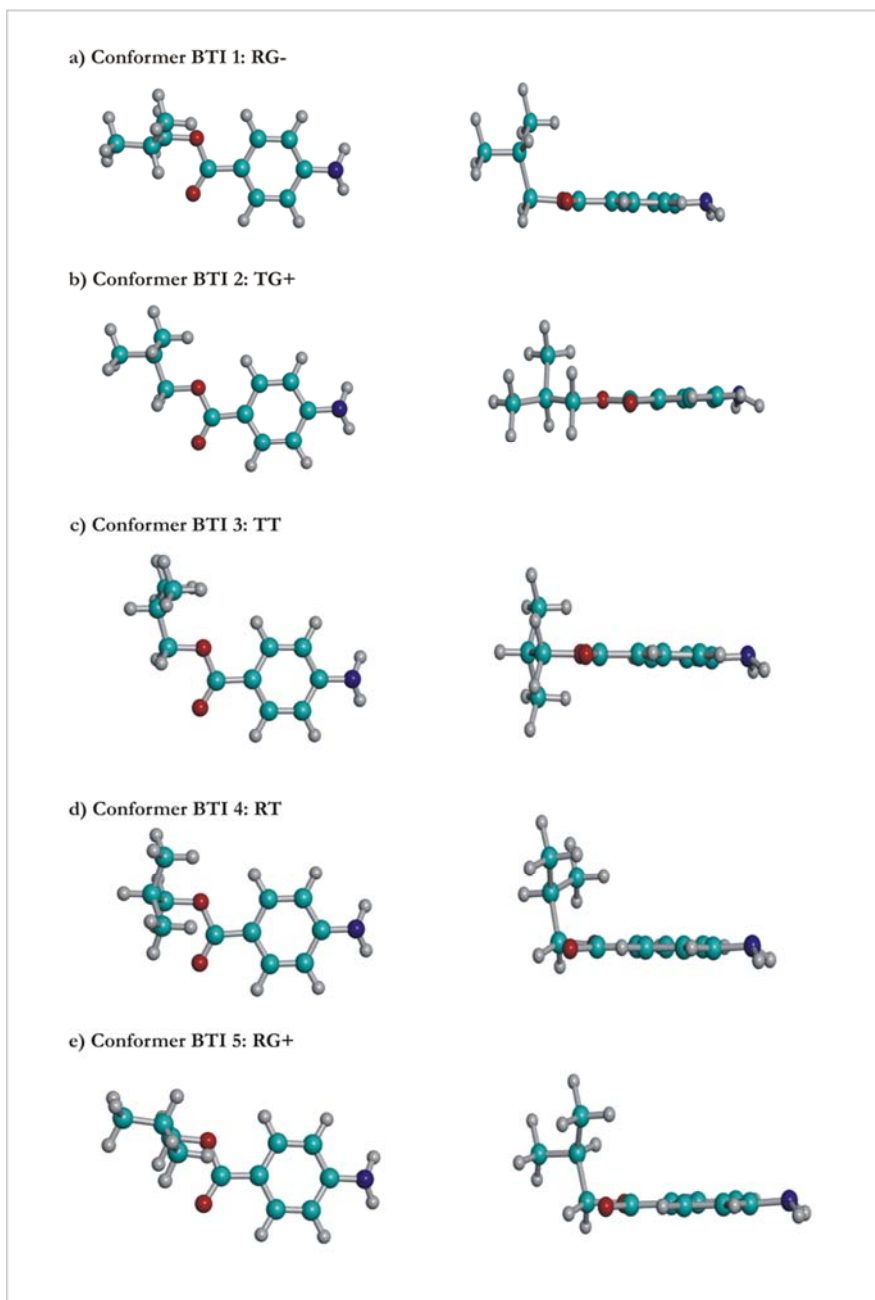 a) Conformer BTI 1: RG-
b) Conformer BTI 2: TG+
c) Conformer BTI 3: TT
d) Conformer BTI 4: RT
e) Conformer BTI 5: RG+